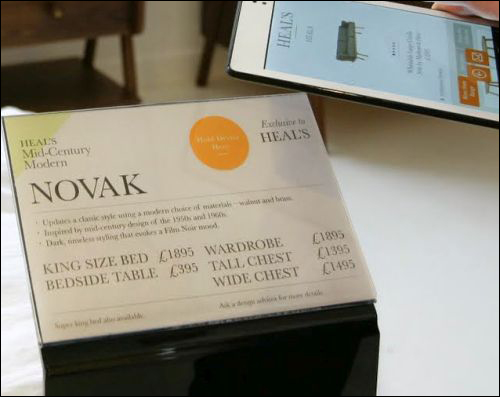 HEAL'S
Mid-Century
Modern
Hold Device
Here
Exclusive to
HEAL'S
NOVAK
· Updates a classic style using a modern choice of materials - walnut and brass.
· Inspired by mid-century design of the 1950s and 1960s.
· Dark, timeless styling that evokes a Film Noir mood.
KING SIZE BED £1895
BEDSIDE TABLE £395
WARDROBE £1895
TALL CHEST £1395
WIDE CHEST £1495
Super king bed also available.
Ask a design advisor for more details
HEAL'S
HEALS